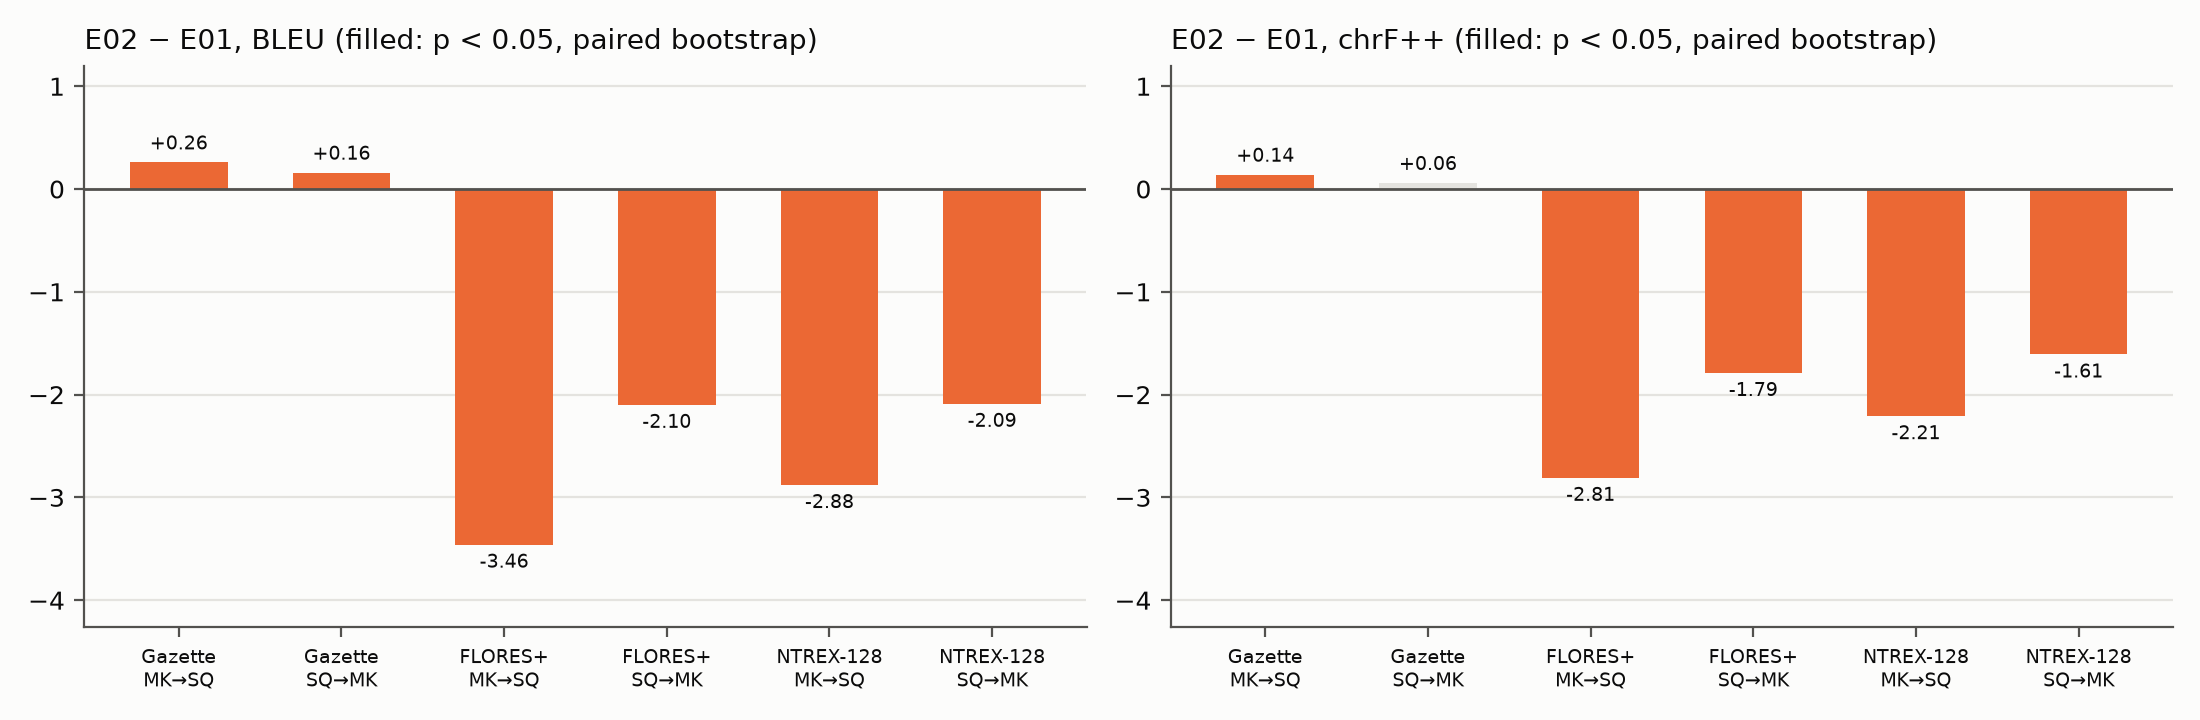 E02 − E01, BLEU (filled: p < 0.05, paired bootstrap)
1
0
−1
−2
−3
−4
+0.26
+0.16
-3.46
-2.10
-2.88
-2.09
Gazette
MK→SQ
Gazette
SQ→MK
FLORES+
MK→SQ
FLORES+
SQ→MK
NTREX-128
MK→SQ
NTREX-128
SQ→MK
E02 − E01, chrF++ (filled: p < 0.05, paired bootstrap)
1
0
−1
−2
−3
−4
+0.14
+0.06
-2.81
-1.79
-2.21
-1.61
Gazette
MK→SQ
Gazette
SQ→MK
FLORES+
MK→SQ
FLORES+
SQ→MK
NTREX-128
MK→SQ
NTREX-128
SQ→MK